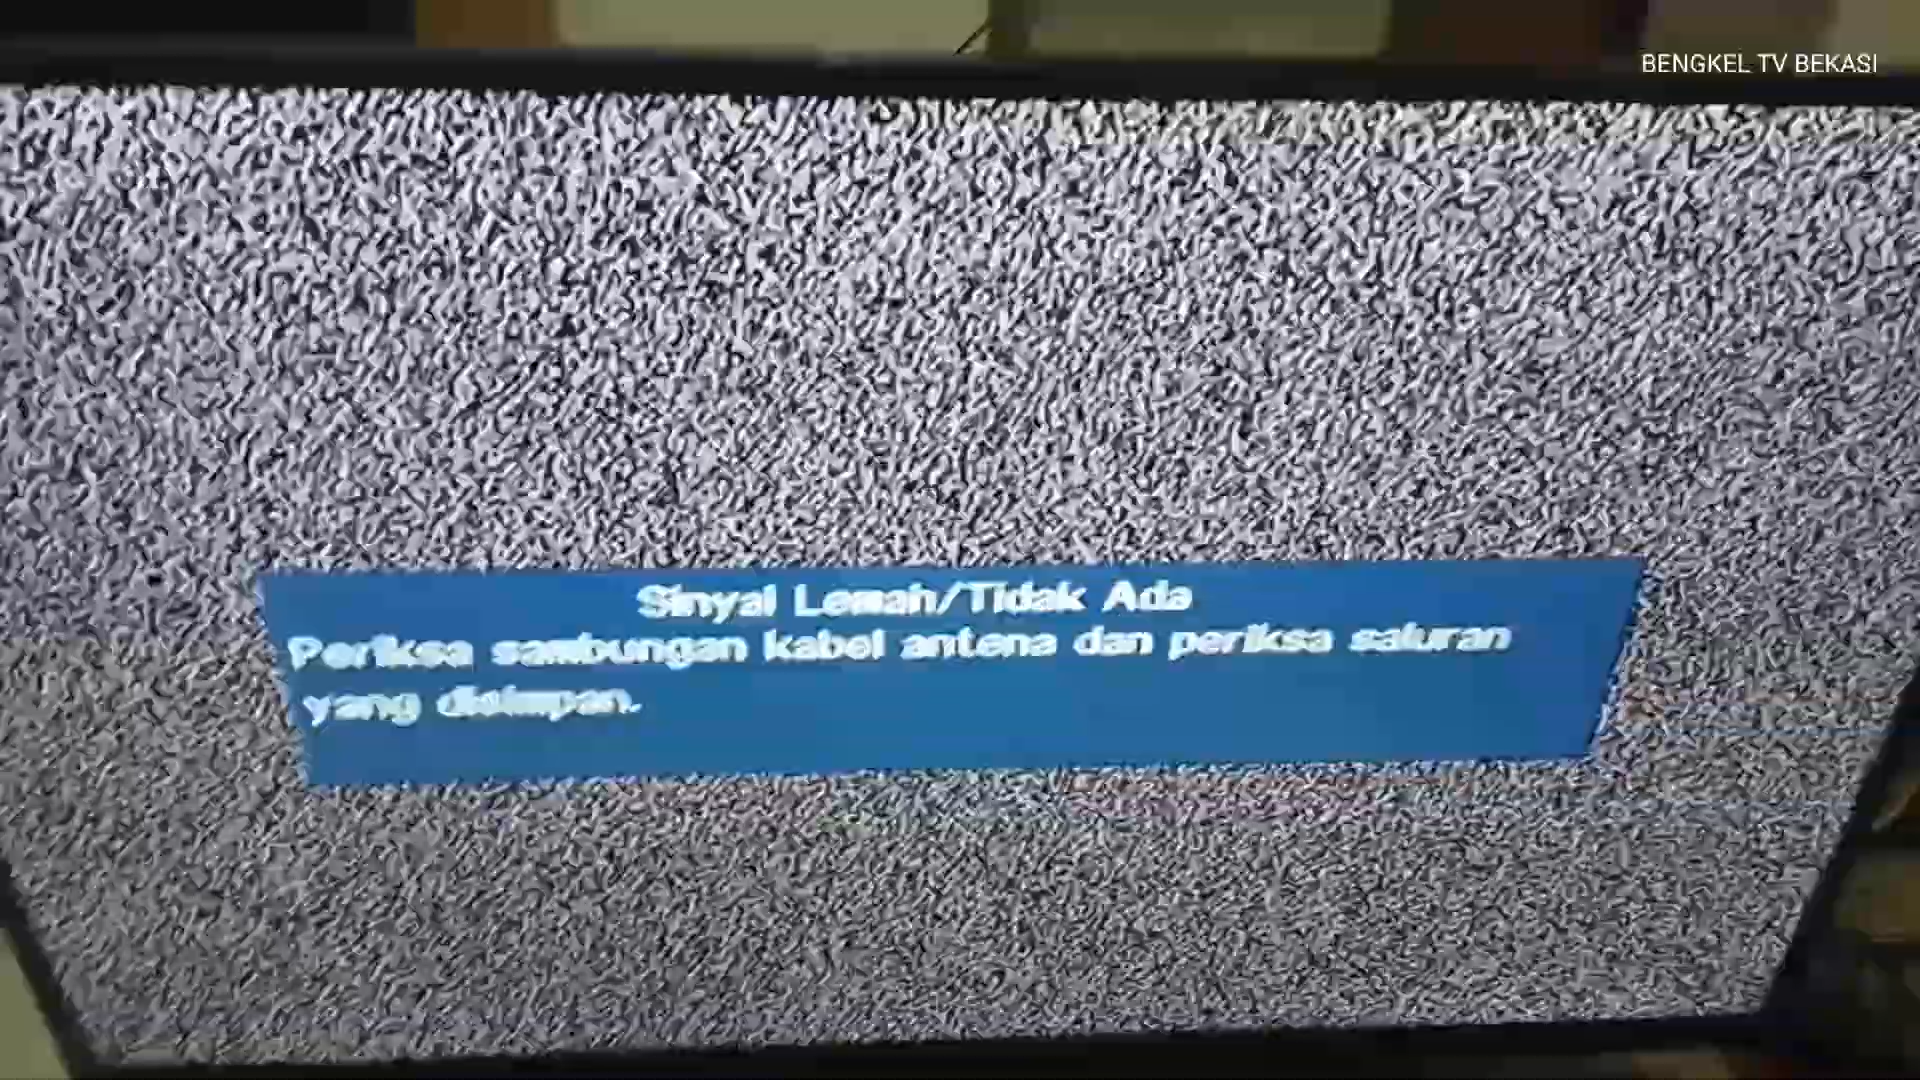 BENGKEL TV BEKASI
Sinyal Lemah/Tidak Ada
Periksa sambungan kabel antena dan periksa saluran
yang disimpan.